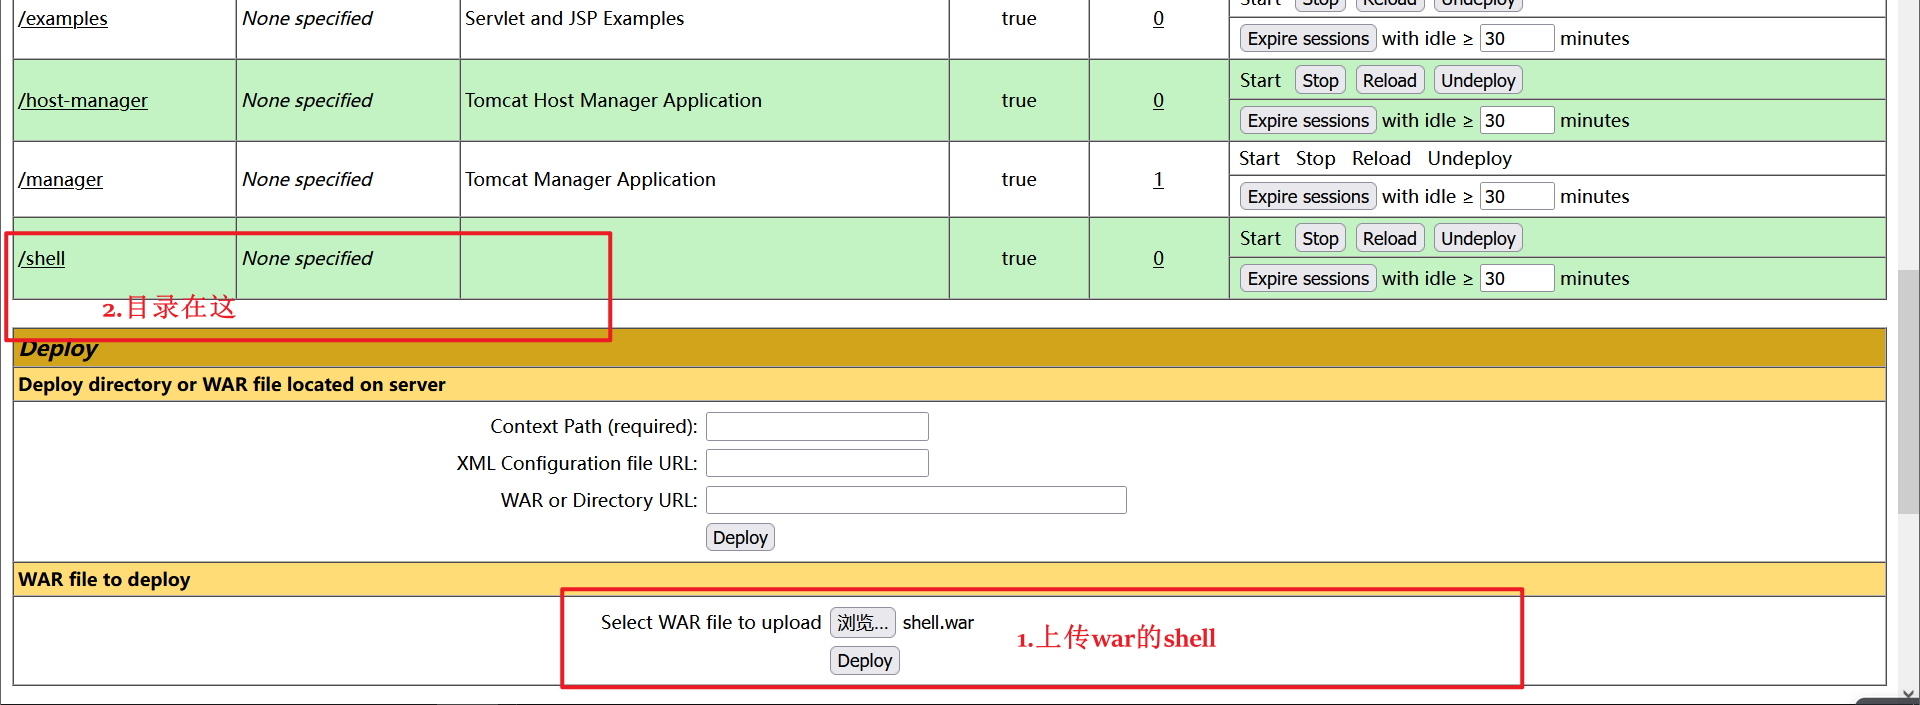 /examples None specified Servlet and JSP Examples true 0 Start Stop Reload Undeploy
Expire sessions with idle ≥ 30 minutes
/host-manager None specified Tomcat Host Manager Application true 0 Start Stop Reload Undeploy
Expire sessions with idle ≥ 30 minutes
/manager None specified Tomcat Manager Application true 1 Start Stop Reload Undeploy
Expire sessions with idle ≥ 30 minutes
/shell None specified true 0 Start Stop Reload Undeploy
Expire sessions with idle ≥ 30 minutes
2.目录在这
Deploy
Deploy directory or WAR file located on server
Context Path (required):
XML Configuration file URL:
WAR or Directory URL:
Deploy
WAR file to deploy
Select WAR file to upload 浏览... shell.war
1.上传war的shell
Deploy